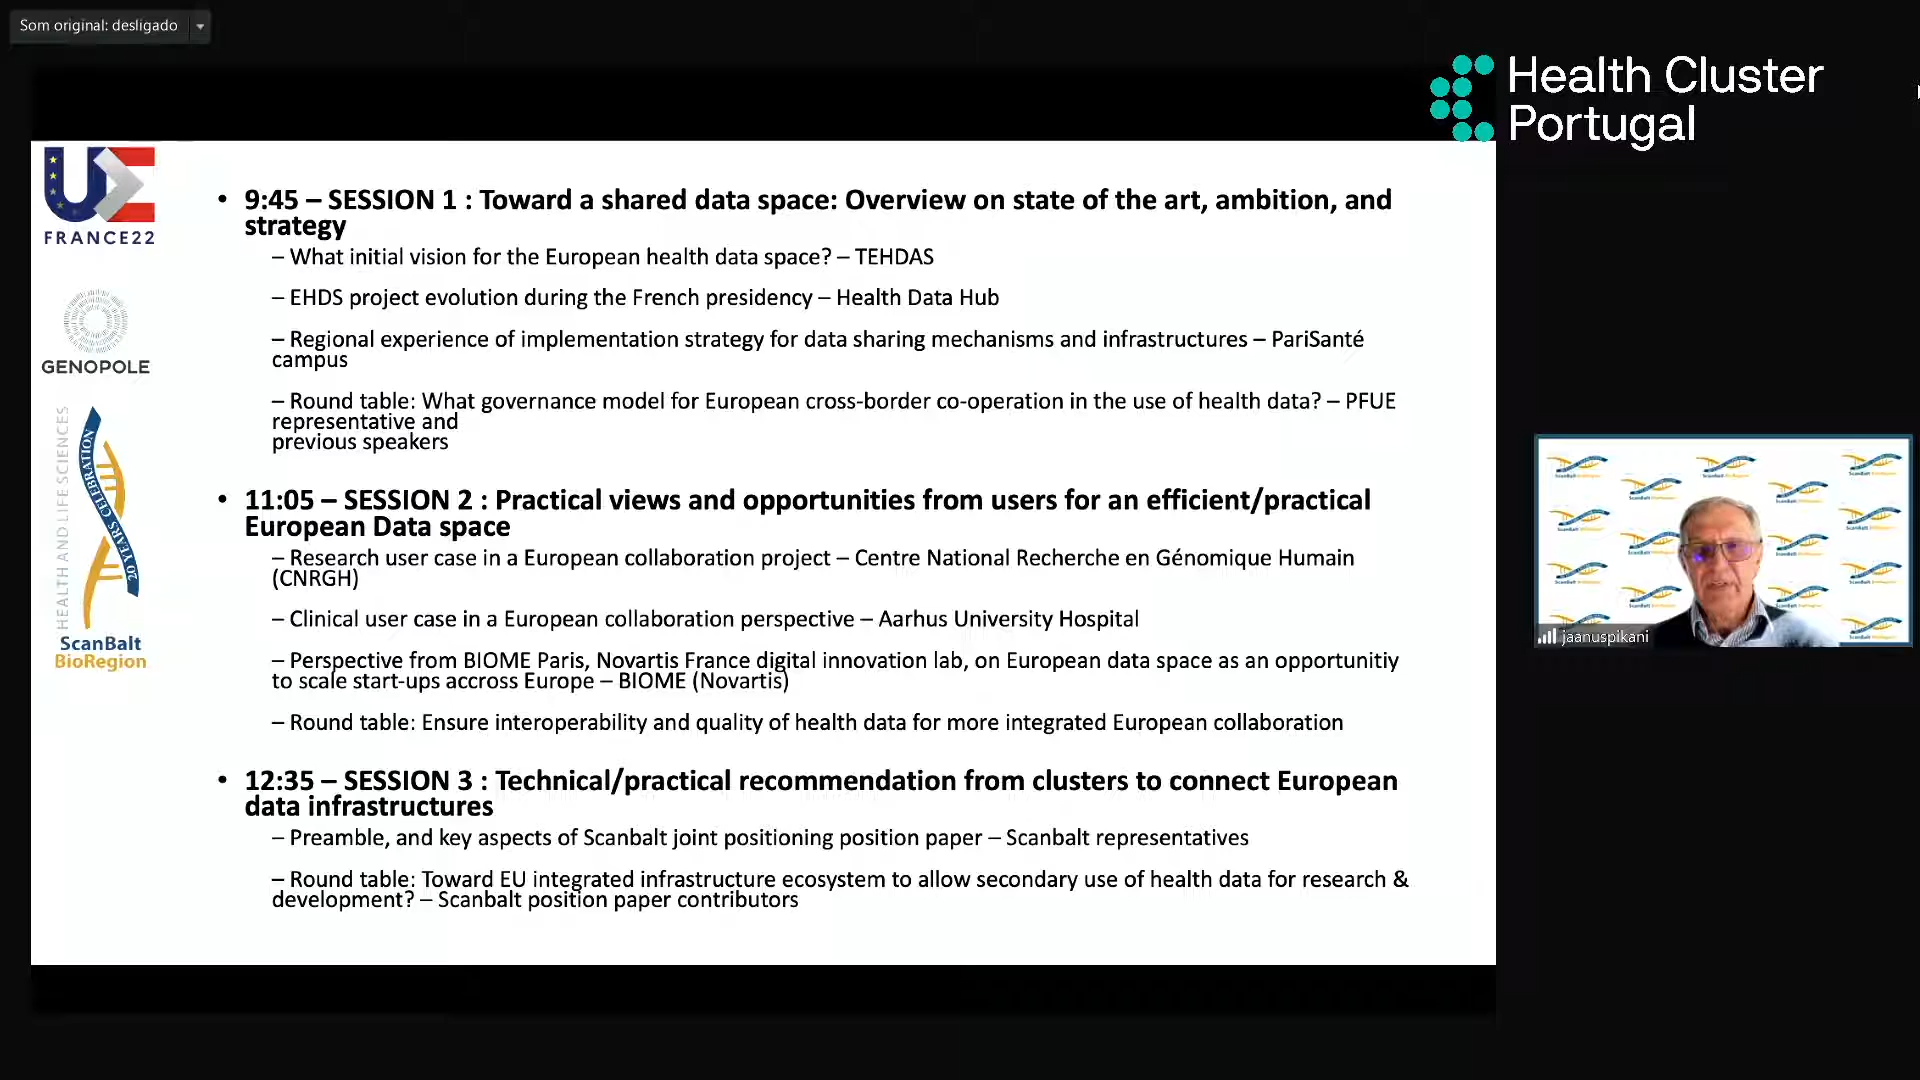 Som original: desligado
Health Cluster
Portugal
UE
FRANCE22
GENOPOLE
HEALTH AND LIFE SCIENCES
20 YEARS CELEBRATION
ScanBalt
BioRegion
• 9:45 – SESSION 1 : Toward a shared data space: Overview on state of the art, ambition, and
strategy
– What initial vision for the European health data space? – TEHDAS
– EHDS project evolution during the French presidency – Health Data Hub
– Regional experience of implementation strategy for data sharing mechanisms and infrastructures – PariSanté
campus
– Round table: What governance model for European cross-border co-operation in the use of health data? – PFUE
representative and
previous speakers
• 11:05 – SESSION 2 : Practical views and opportunities from users for an efficient/practical
European Data space
– Research user case in a European collaboration project – Centre National Recherche en Génomique Humain
(CNRGH)
– Clinical user case in a European collaboration perspective – Aarhus University Hospital
– Perspective from BIOME Paris, Novartis France digital innovation lab, on European data space as an opportunitiy
to scale start-ups accross Europe – BIOME (Novartis)
– Round table: Ensure interoperability and quality of health data for more integrated European collaboration
• 12:35 – SESSION 3 : Technical/practical recommendation from clusters to connect European
data infrastructures
– Preamble, and key aspects of Scanbalt joint positioning position paper – Scanbalt representatives
– Round table: Toward EU integrated infrastructure ecosystem to allow secondary use of health data for research &
development? – Scanbalt position paper contributors
jaanuspikani